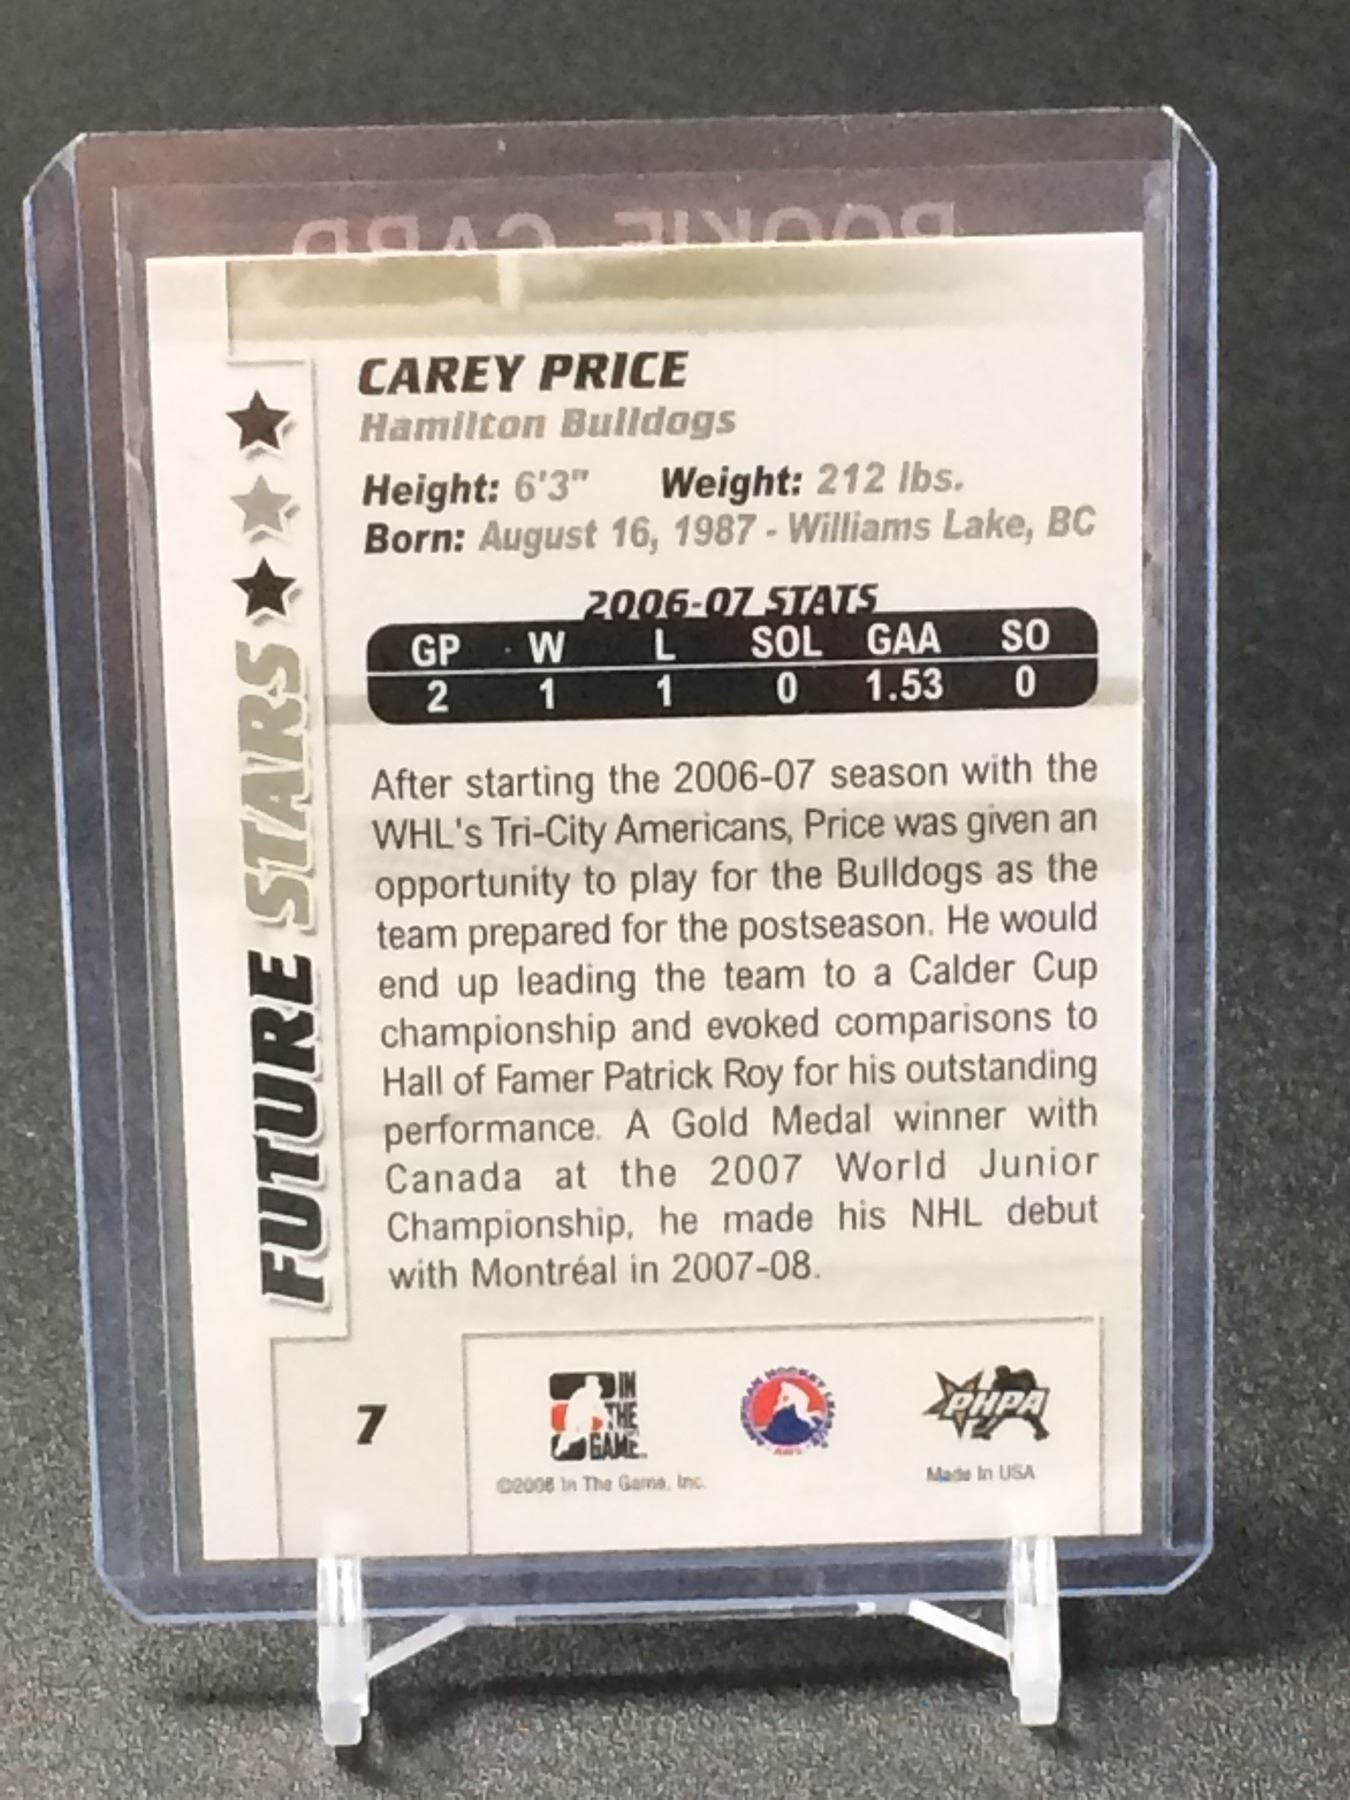 ROOKIE CARD
CAREY PRICE
Hamilton Bulldogs
Height: 6'3" Weight: 212 lbs.
Born: August 16, 1987 - Williams Lake, BC
2006-07 STATS
GP W L SOL GAA SO
2 1 1 0 1.53 0
FUTURE STARS
After starting the 2006-07 season with the
WHL's Tri-City Americans, Price was given an
opportunity to play for the Bulldogs as the
team prepared for the postseason. He would
end up leading the team to a Calder Cup
championship and evoked comparisons to
Hall of Famer Patrick Roy for his outstanding
performance. A Gold Medal winner with
Canada at the 2007 World Junior
Championship, he made his NHL debut
with Montréal in 2007-08.
7
IN
THE
GAME
AMERICAN HOCKEY LEAGUE
PHPA
In The Game, Inc.
Made In USA